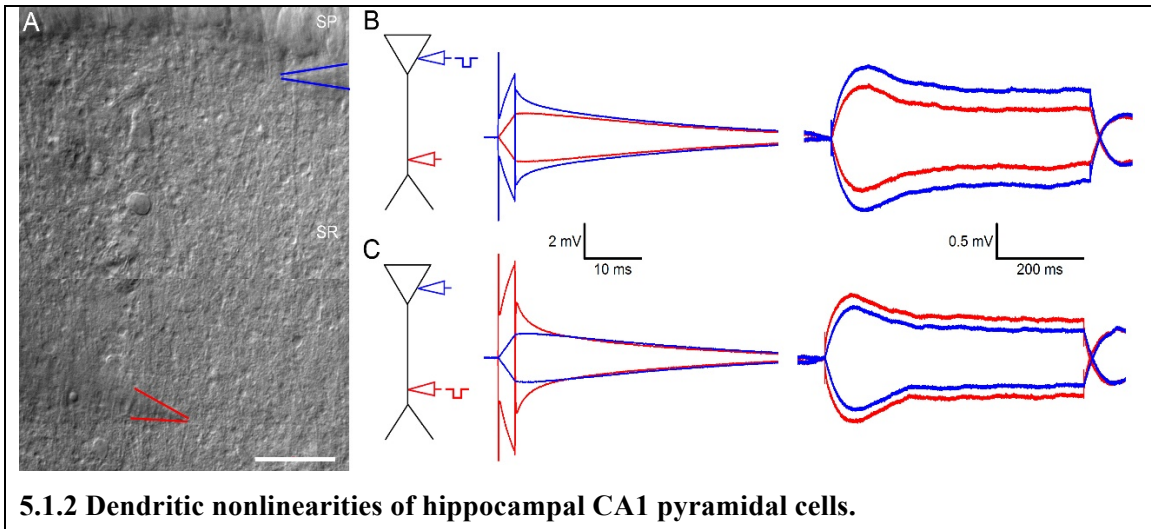 A
SP
SR
B
2 mV
10 ms
0.5 mV
200 ms
C
5.1.2 Dendritic nonlinearities of hippocampal CA1 pyramidal cells.